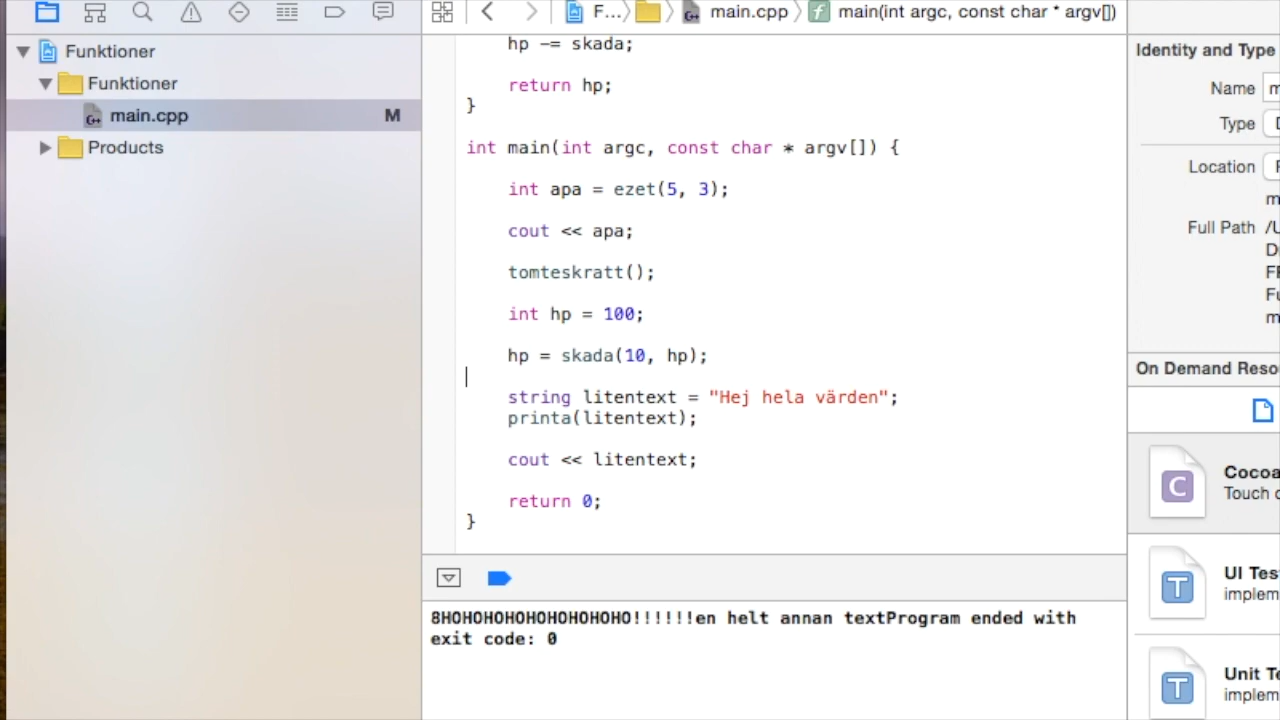 F...
main.cpp
main(int argc, const char * argv[])
Funktioner
Funktioner
main.cpp M
Products
hp -= skada;
return hp;
}
int main(int argc, const char * argv[]) {
int apa = ezet(5, 3);
cout << apa;
tomteskratt();
int hp = 100;
hp = skada(10, hp);
string litentext = "Hej hela värden";
printa(litentext);
cout << litentext;
return 0;
}
8HOHOHOHOHOHOHOHOHO!!!!!!en helt annan textProgram ended with
exit code: 0
Identity and Type
Name
Type
Location
Full Path /U
On Demand Reso
C
Cocoa
Touch
T
UI Tes
implem
T
Unit Te
implem